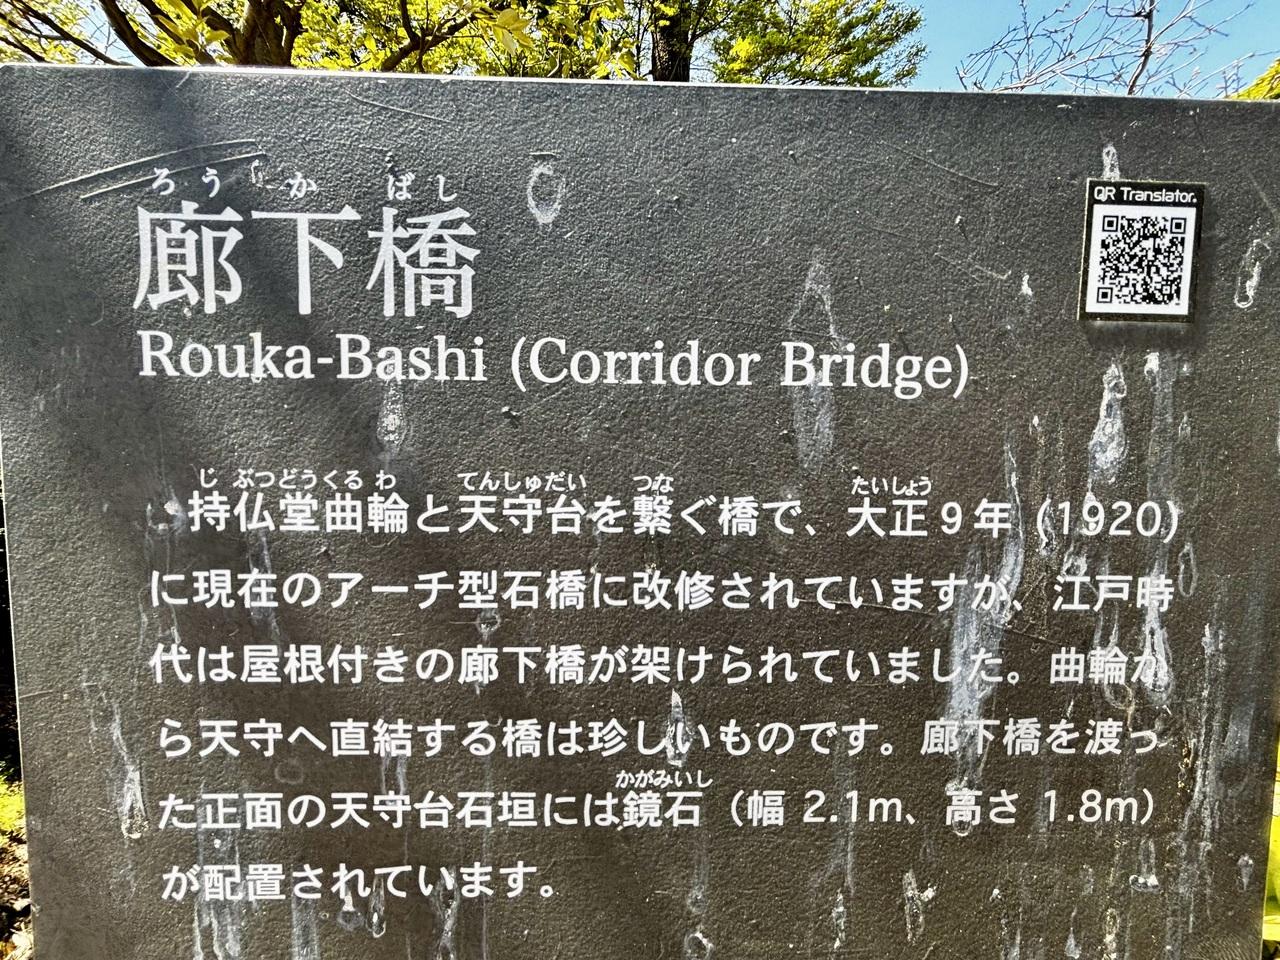 ろうかばし
廊下橋
QR Translator.
Rouka-Bashi (Corridor Bridge)
じぶつどうくるわ てんしゅだい つな たいしょう
持仏堂曲輪と天守台を繋ぐ橋で、大正9年 (1920)
に現在のアーチ型石橋に改修されていますが、江戸時
代は屋根付きの廊下橋が架けられていました。曲輪か
ら天守へ直結する橋は珍しいものです。廊下橋を渡っ
かがみいし
た正面の天守台石垣には鏡石（幅 2.1m、高さ 1.8m）
が配置されています。